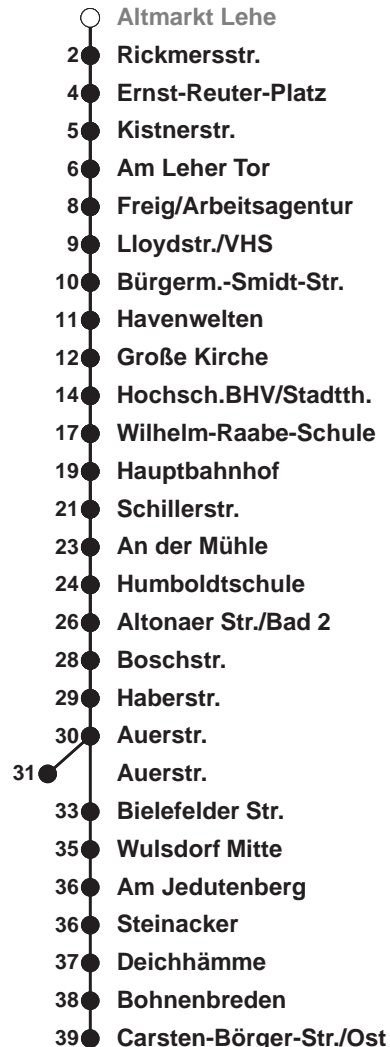 Altmarkt Lehe
2 Rickmersstr.
4 Ernst-Reuter-Platz
5 Kistnerstr.
6 Am Leher Tor
8 Freig/Arbeitsagentur
9 Lloydstr./VHS
10 Bürgerm.-Smidt-Str.
11 Havenwelten
12 Große Kirche
14 Hochsch.BHV/Stadtth.
17 Wilhelm-Raabe-Schule
19 Hauptbahnhof
21 Schillerstr.
23 An der Mühle
24 Humboldtschule
26 Altonaer Str./Bad 2
28 Boschstr.
29 Haberstr.
30 Auerstr.
31 Auerstr.
33 Bielefelder Str.
35 Wulsdorf Mitte
36 Am Jedutenberg
36 Steinacker
37 Deichhämme
38 Bohnenbreden
39 Carsten-Börger-Str./Ost